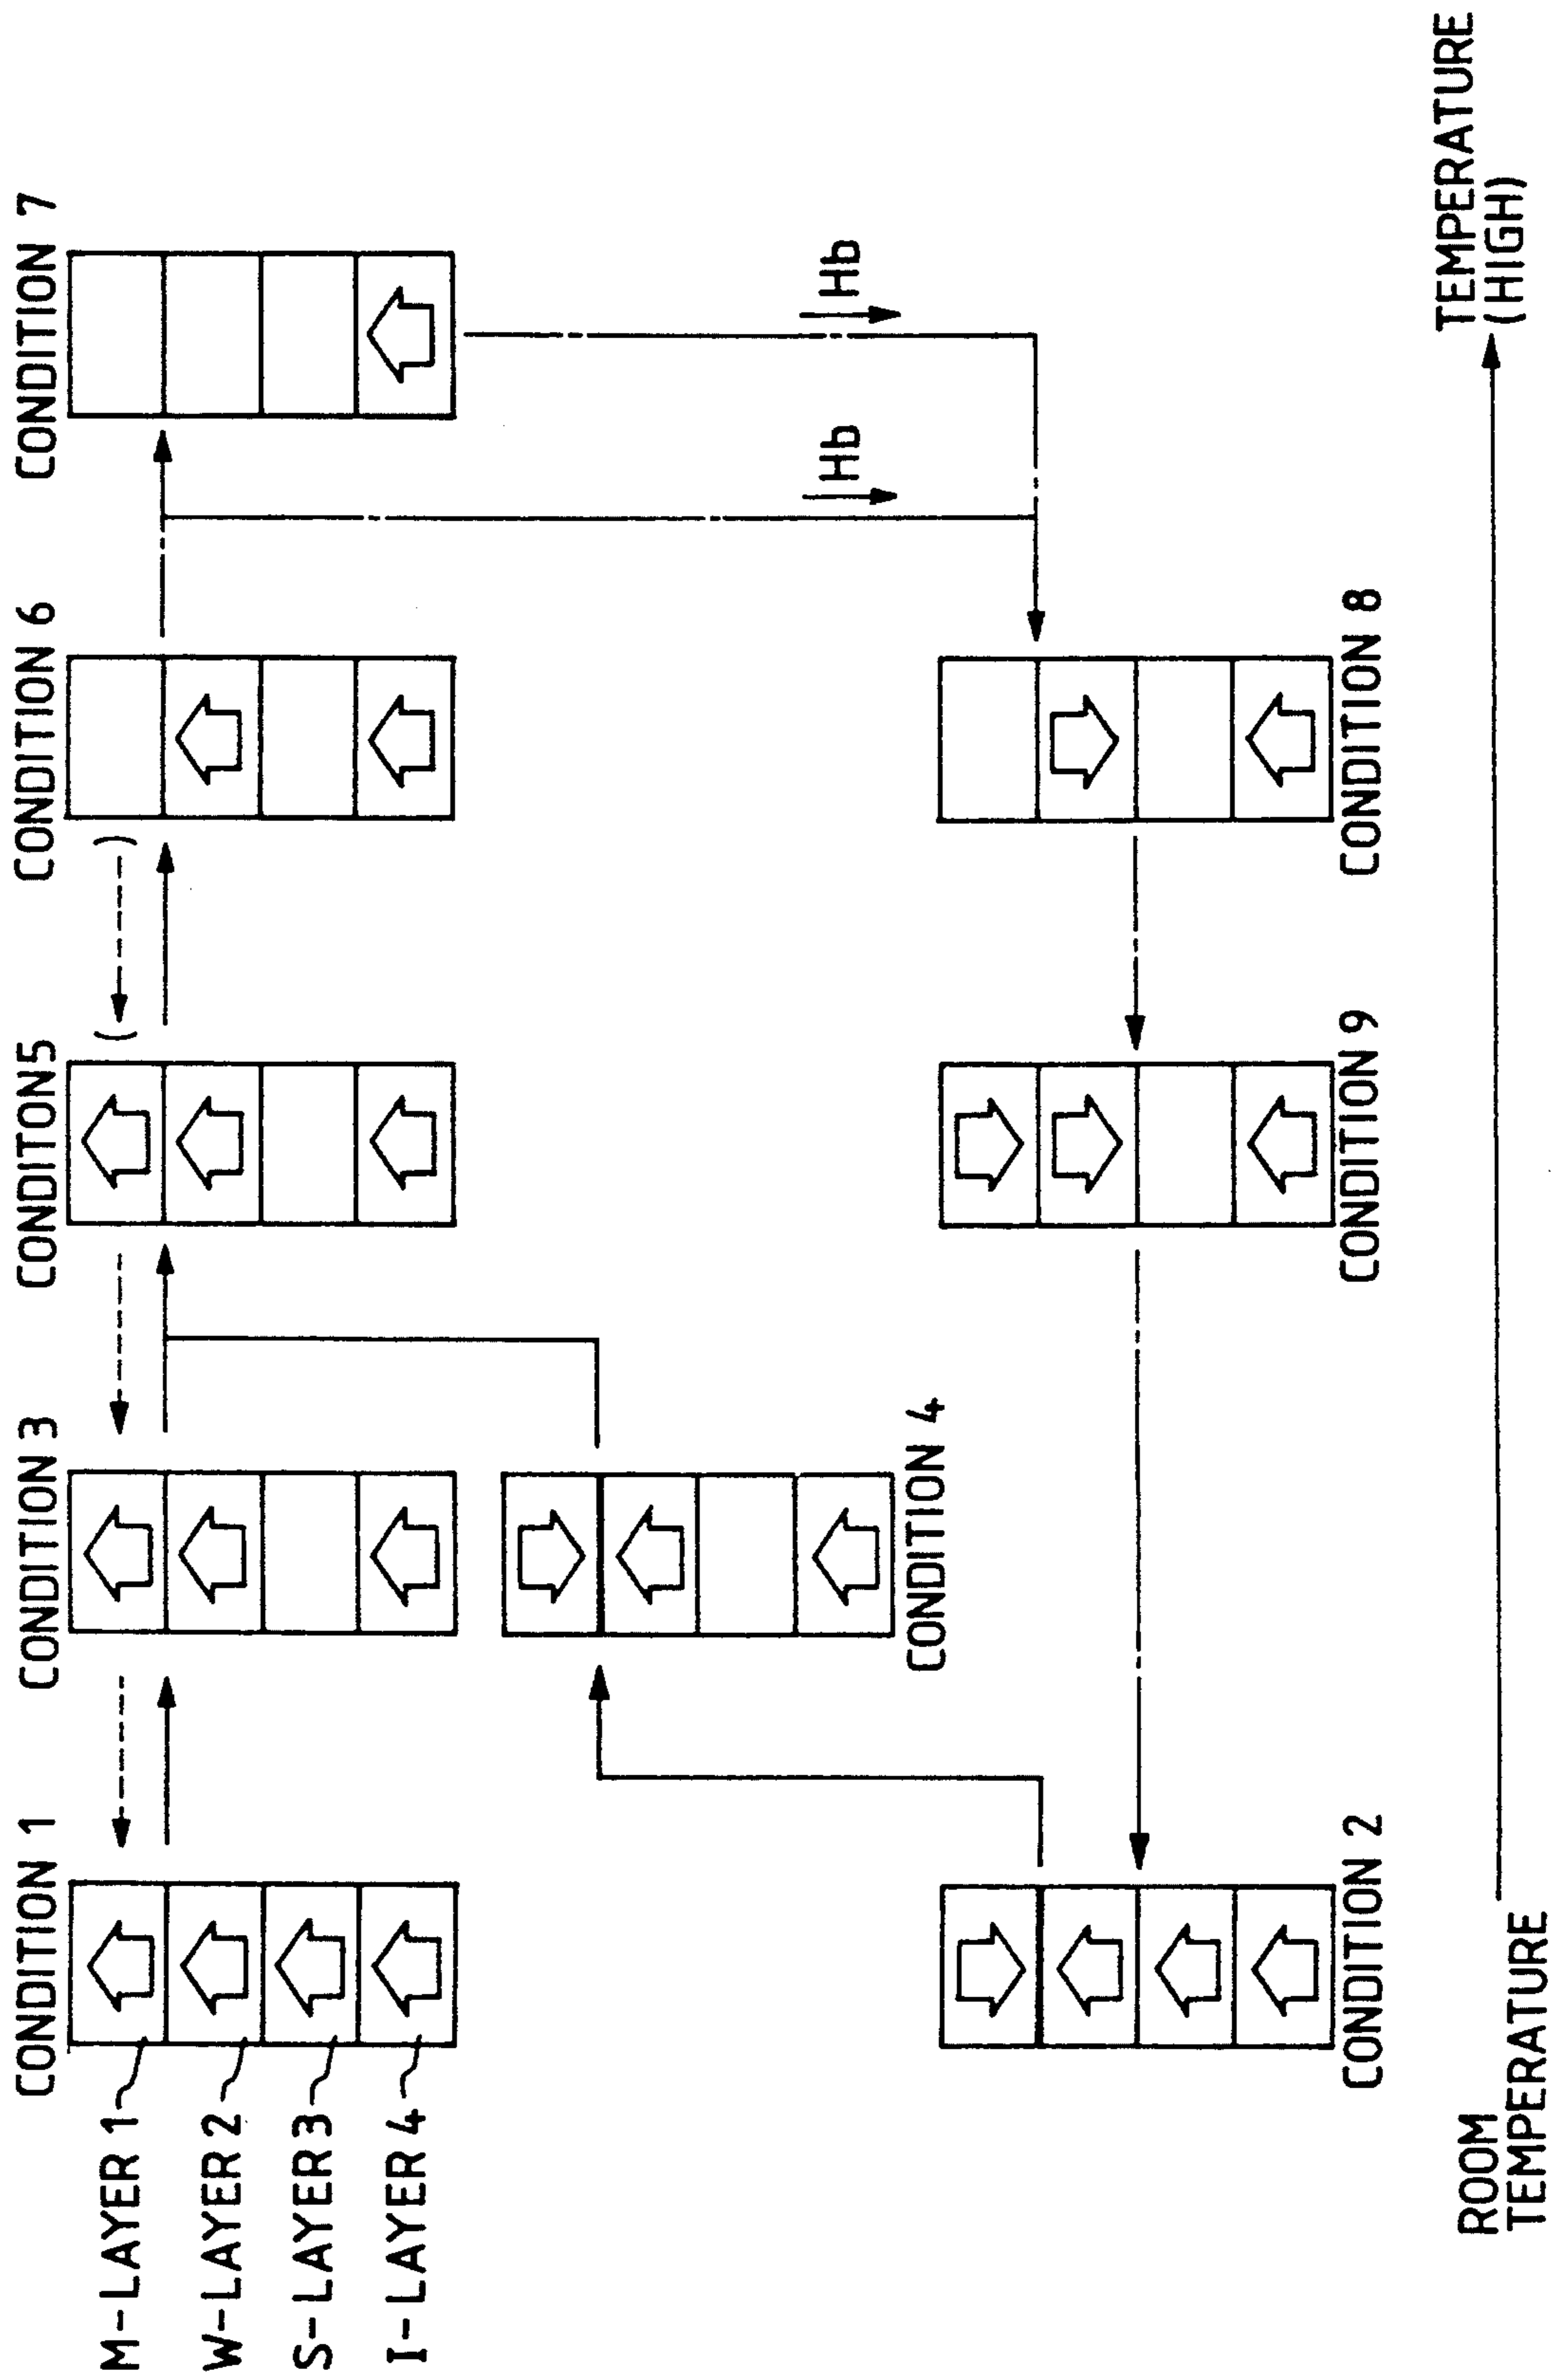 CONDITION 1
CONDITION 3
CONDITON5
CONDITION 6
CONDITION 7
M-LAYER 1
W-LAYER 2
S-LAYER 3
I-LAYER 4
Hb
Hb
CONDITION 4
CONDITION 2
CONDITION 9
CONDITION 8
ROOM
TEMPERATURE
TEMPERATURE
(HIGH)